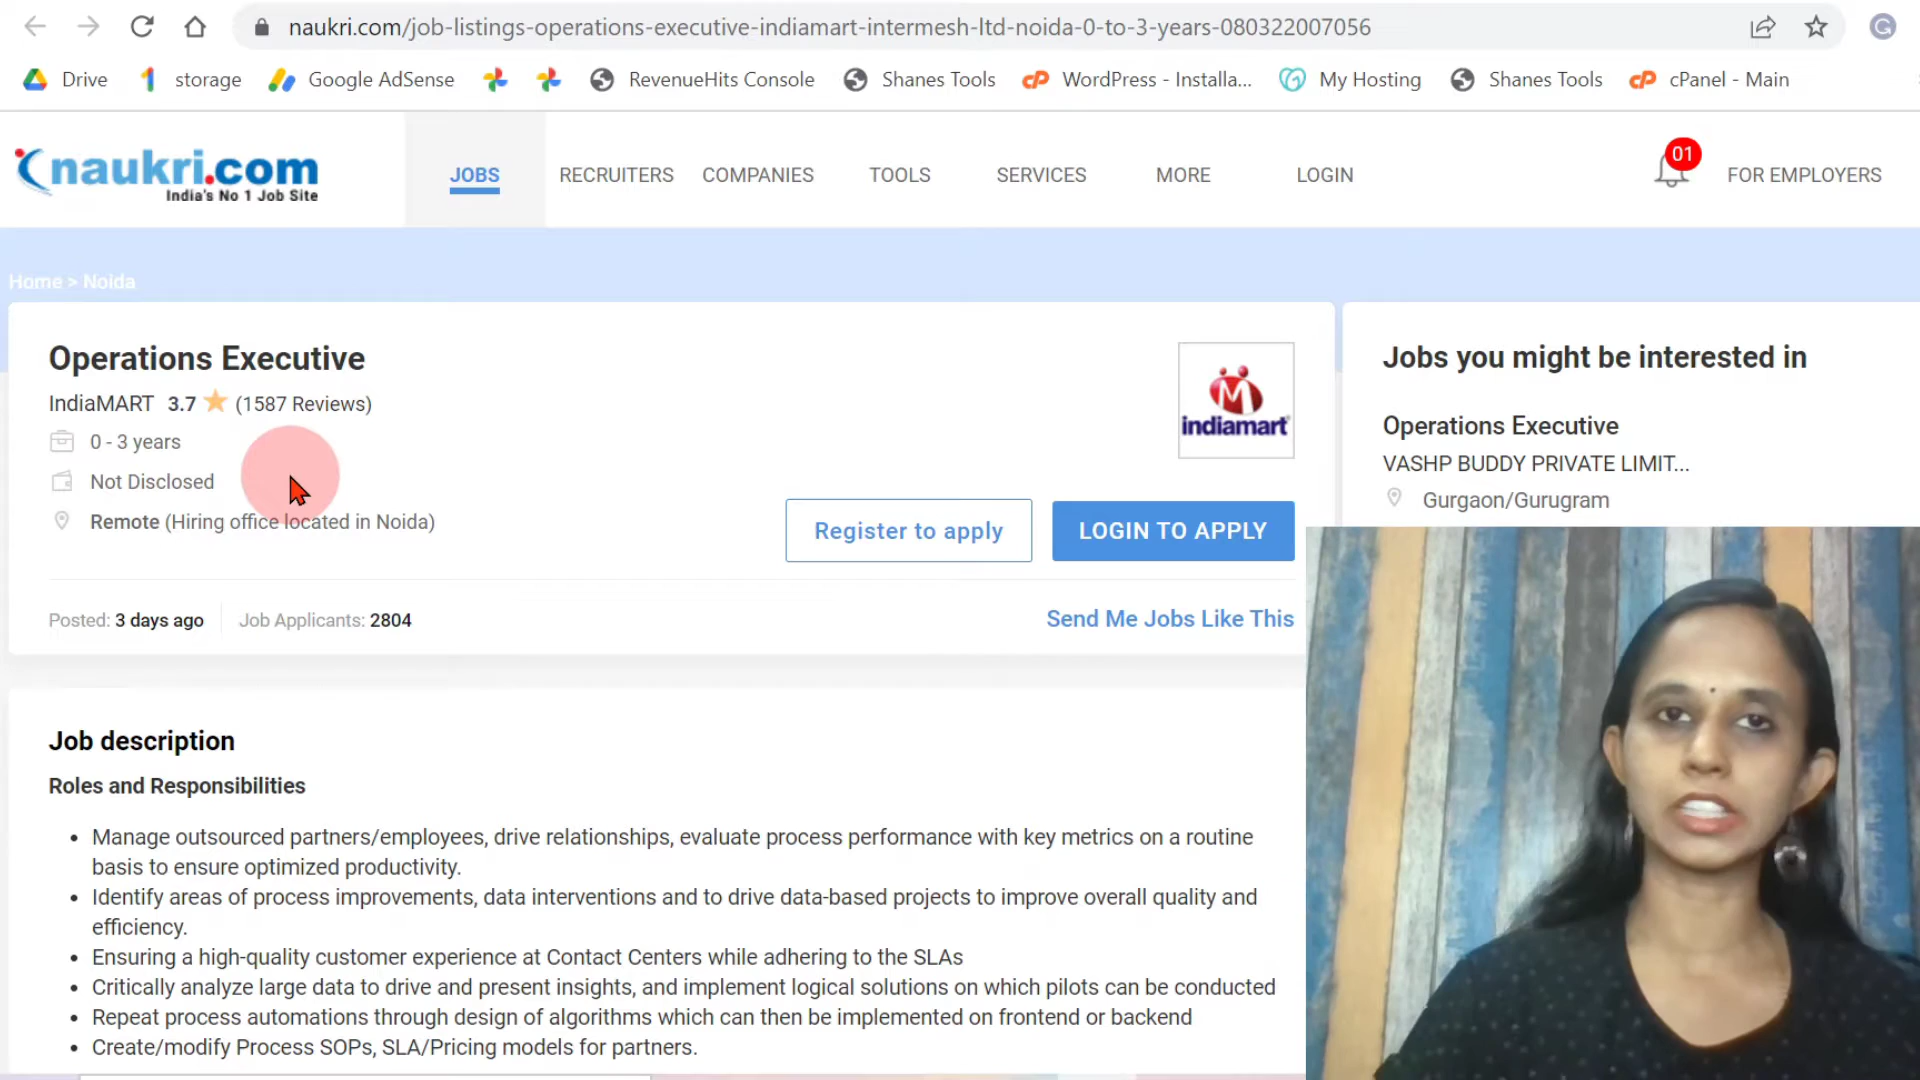 naukri.com/job-listings-operations-executive-indiamart-intermesh-ltd-noida-0-to-3-years-080322007056
Drive
storage
Google AdSense
RevenueHits Console
Shanes Tools
WordPress - Installa...
My Hosting
Shanes Tools
cPanel - Main
naukri.com
India's No 1 Job Site
JOBS
RECRUITERS
COMPANIES
TOOLS
SERVICES
MORE
LOGIN
01
FOR EMPLOYERS
Home > Noida
Operations Executive
IndiaMART 3.7 (1587 Reviews)
0 - 3 years
Not Disclosed
Remote (Hiring office located in Noida)
indiamart
Register to apply
LOGIN TO APPLY
Posted: 3 days ago
Job Applicants: 2804
Send Me Jobs Like This
Jobs you might be interested in
Operations Executive
VASHP BUDDY PRIVATE LIMIT...
Gurgaon/Gurugram
Job description
Roles and Responsibilities
• Manage outsourced partners/employees, drive relationships, evaluate process performance with key metrics on a routine
basis to ensure optimized productivity.
• Identify areas of process improvements, data interventions and to drive data-based projects to improve overall quality and
efficiency.
• Ensuring a high-quality customer experience at Contact Centers while adhering to the SLAs
• Critically analyze large data to drive and present insights, and implement logical solutions on which pilots can be conducted
• Repeat process automations through design of algorithms which can then be implemented on frontend or backend
• Create/modify Process SOPs, SLA/Pricing models for partners.